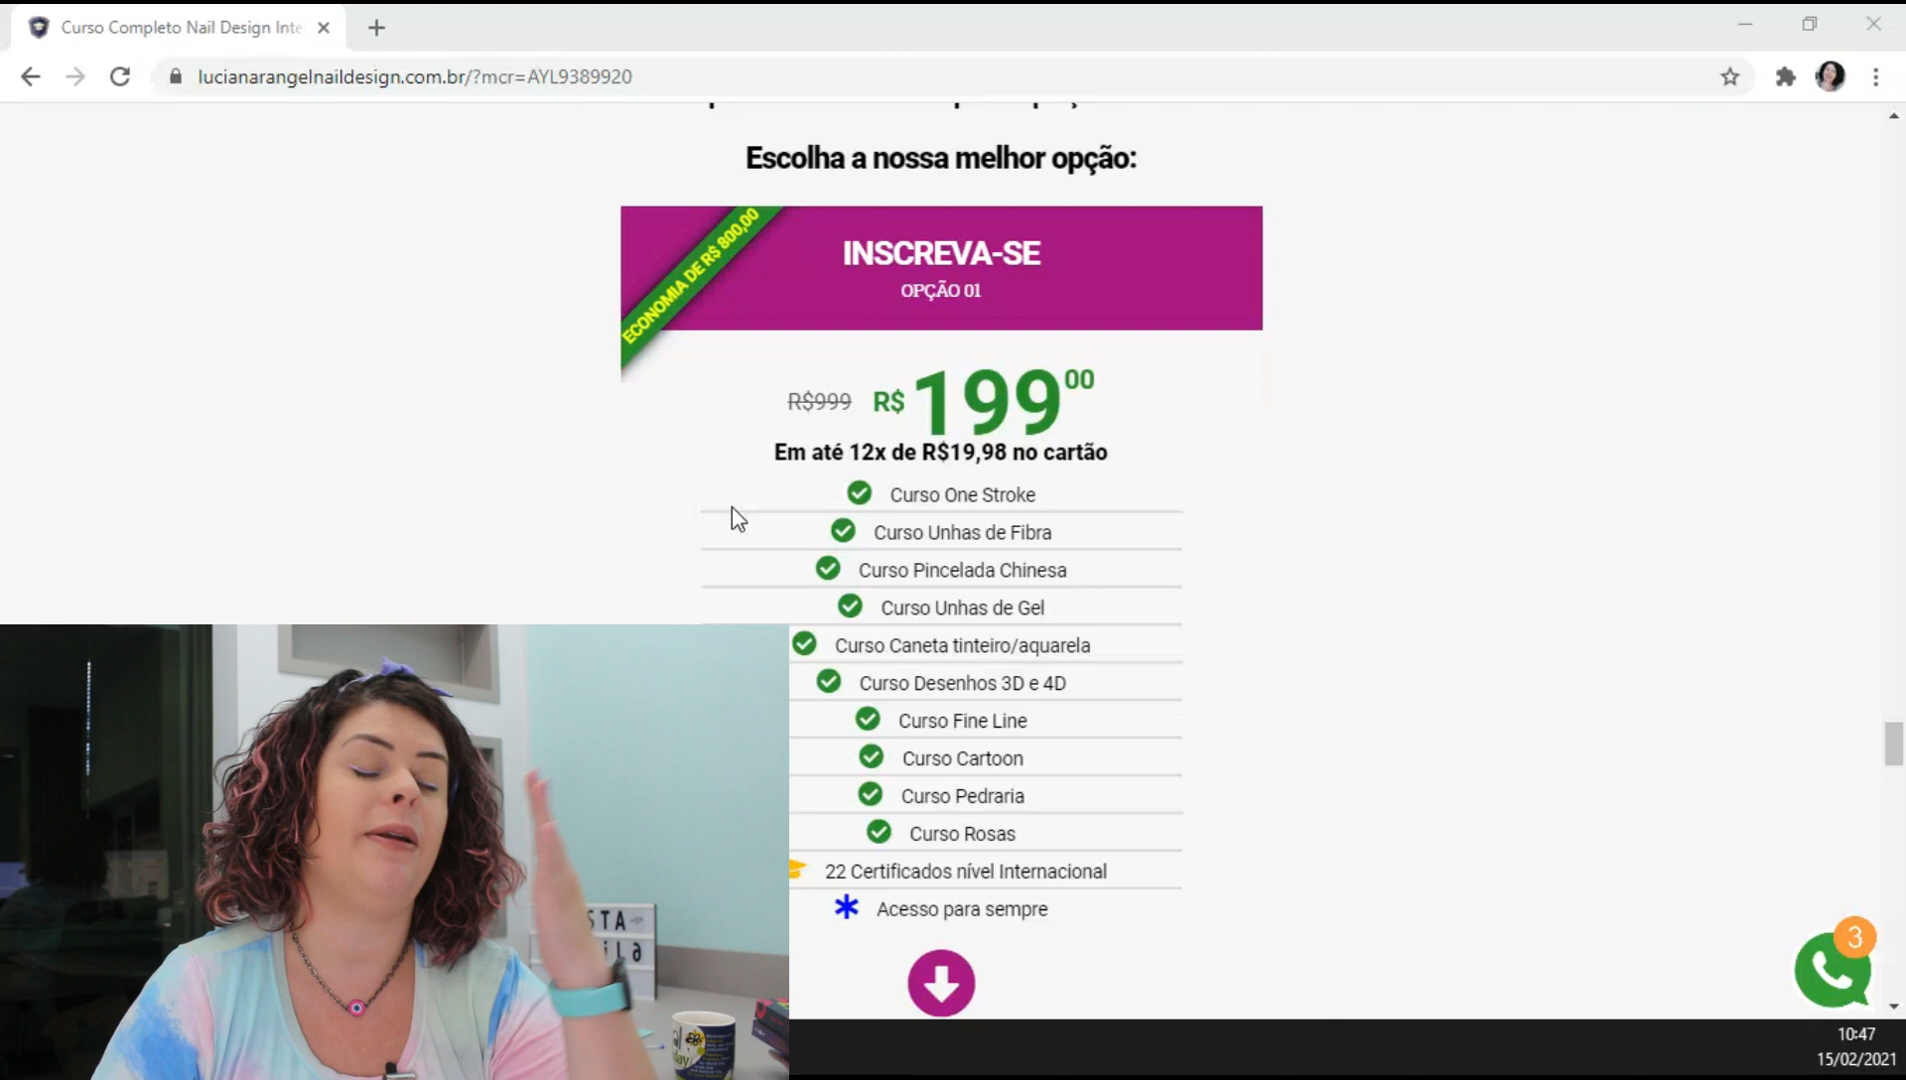 Curso Completo Nail Design Inte
lucianarangelnaildesign.com.br/?mcr=AYL9389920
Escolha a nossa melhor opção:
ECONOMIA DE R$ 800,00
INSCREVA-SE
OPÇÃO 01
R$999 R$ 199 00
Em até 12x de R$19,98 no cartão
Curso One Stroke
Curso Unhas de Fibra
Curso Pincelada Chinesa
Curso Unhas de Gel
Curso Caneta tinteiro/aquarela
Curso Desenhos 3D e 4D
Curso Fine Line
Curso Cartoon
Curso Pedraria
Curso Rosas
22 Certificados nível Internacional
Acesso para sempre
3
10:47
15/02/2021